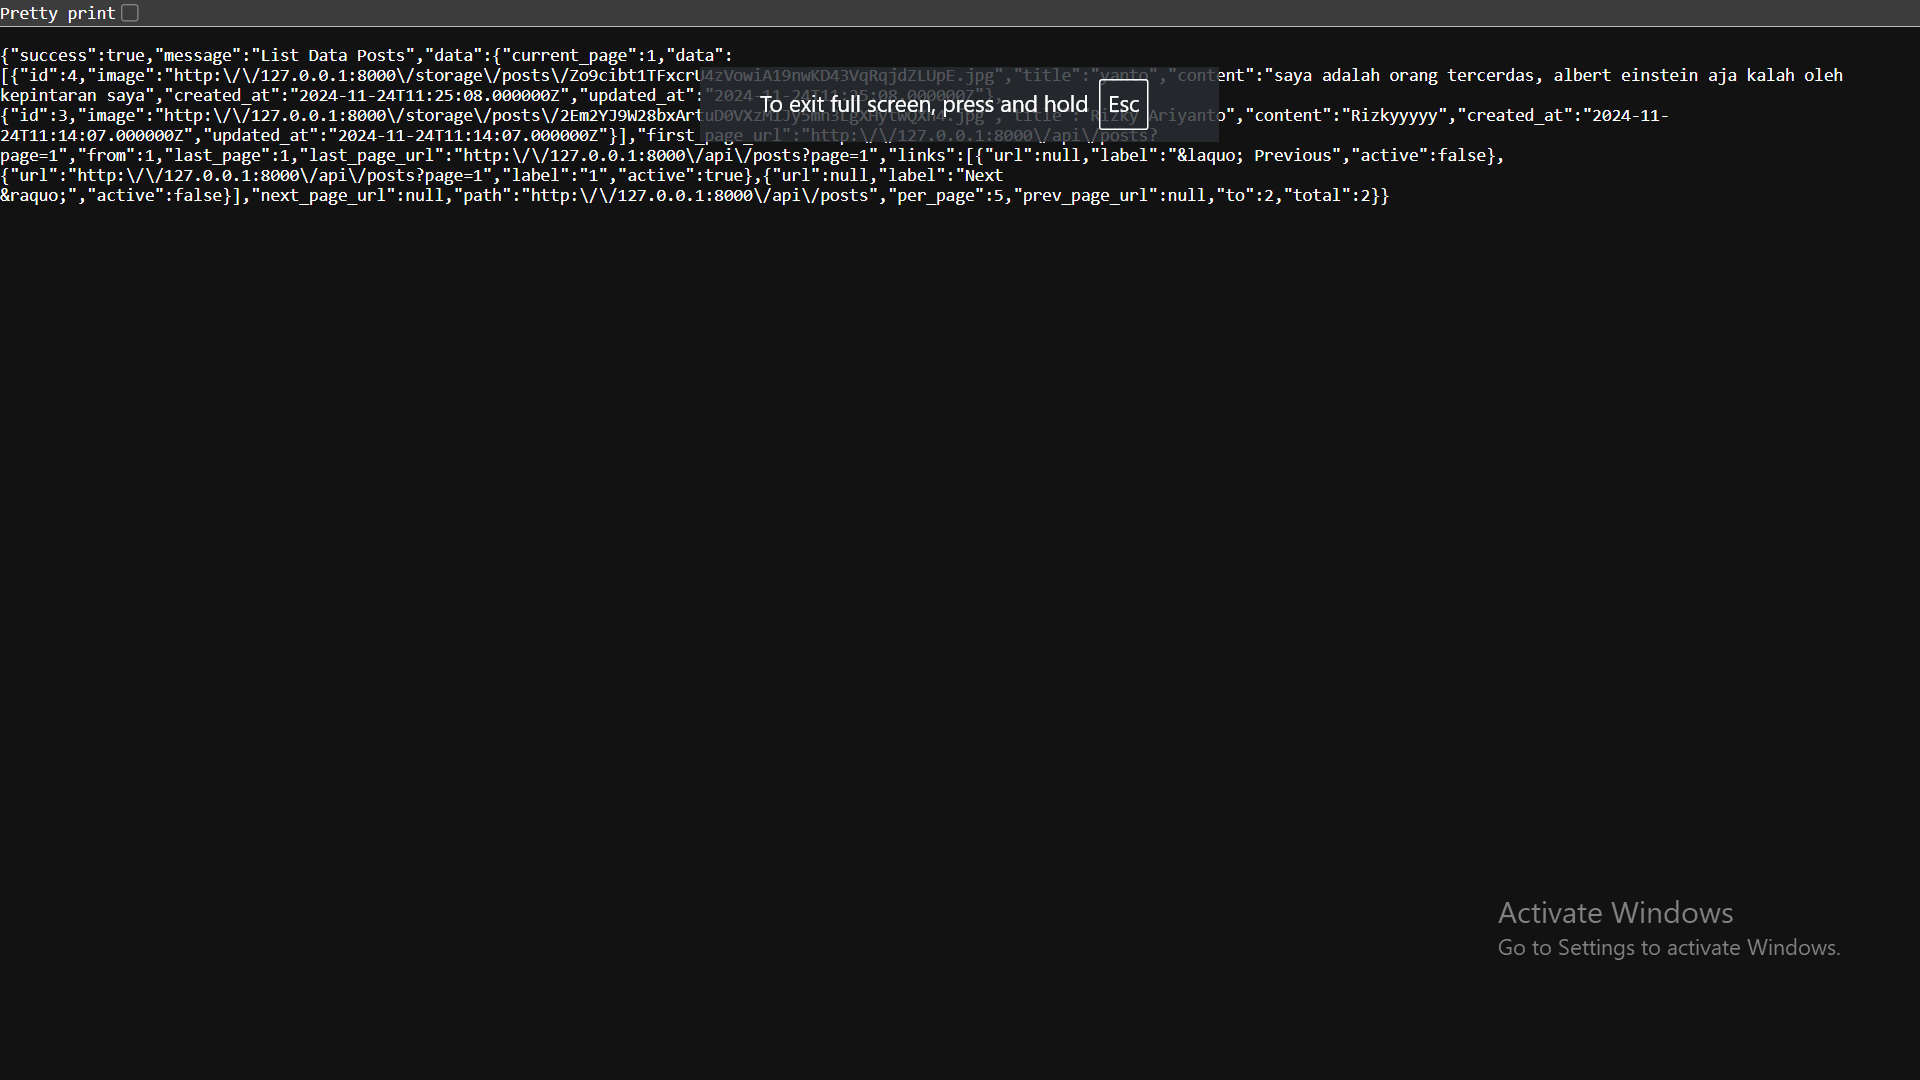 Pretty print
{"success":true,"message":"List Data Posts","data":{"current_page":1,"data":
[{"id":4,"image":"http:\/\/127.0.0.1:8000\/storage\/posts\/Zo9cibt1TFxcrU4zVowiA19nwKD43VqRqjdZLUpE.jpg","title":"yanto","content":"saya adalah orang tercerdas, albert einstein aja kalah oleh
kepintaran saya","created_at":"2024-11-24T11:25:08.000000Z","updated_at":"2024-11-24T11:25:08.000000Z"},
To exit full screen, press and hold Esc
{"id":3,"image":"http:\/\/127.0.0.1:8000\/storage\/posts\/ "title":"Rizky Ariyanto","content":"Rizkyyyyy","created_at":"2024-11-
24T11:14:07.000000Z","updated_at":"2024-11-24T11:14:07.000000Z"}],"first_page_url":"http:\/\/127.0.0.1:8000\/api\/posts?
page=1","from":1,"last_page":1,"last_page_url":"http:\/\/127.0.0.1:8000\/api\/posts?page=1","links":[{"url":null,"label":"&laquo; Previous","active":false},
{"url":"http:\/\/127.0.0.1:8000\/api\/posts?page=1","label":"1","active":true},{"url":null,"label":"Next
&raquo;","active":false}],"next_page_url":null,"path":"http:\/\/127.0.0.1:8000\/api\/posts","per_page":5,"prev_page_url":null,"to":2,"total":2}}
Activate Windows
Go to Settings to activate Windows.